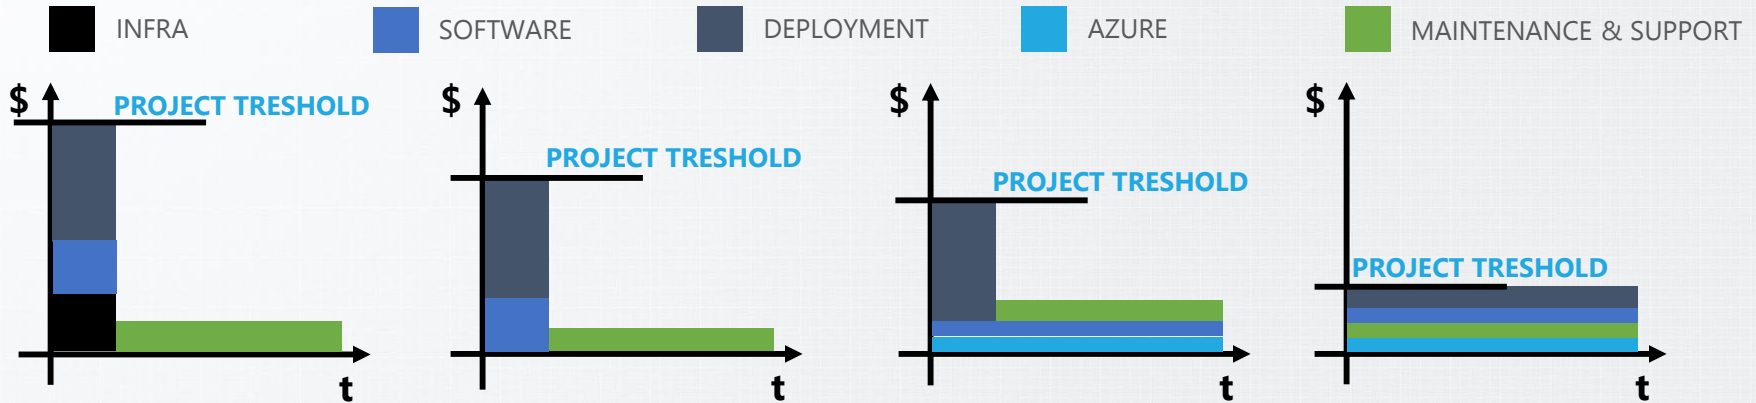 INFRA
SOFTWARE
DEPLOYMENT
AZURE
MAINTENANCE & SUPPORT
$
PROJECT TRESHOLD
t
$
PROJECT TRESHOLD
t
$
PROJECT TRESHOLD
t
$
PROJECT TRESHOLD
t